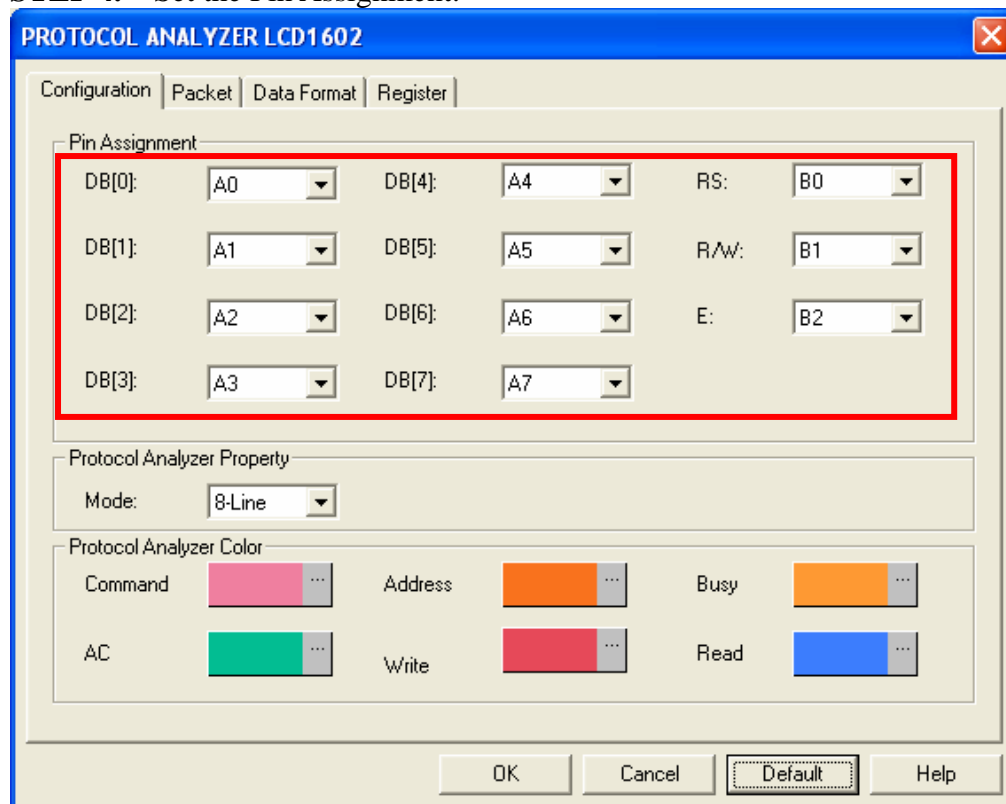 PROTOCOL ANALYZER LCD1602
Configuration Packet Data Format Register
Pin Assignment
DB[0]: A0 DB[4]: A4 RS: B0
DB[1]: A1 DB[5]: A5 R/W: B1
DB[2]: A2 DB[6]: A6 E: B2
DB[3]: A3 DB[7]: A7
Protocol Analyzer Property
Mode: 8-Line
Protocol Analyzer Color
Command ... Address ... Busy ...
AC ... Write ... Read ...
OK Cancel Default Help